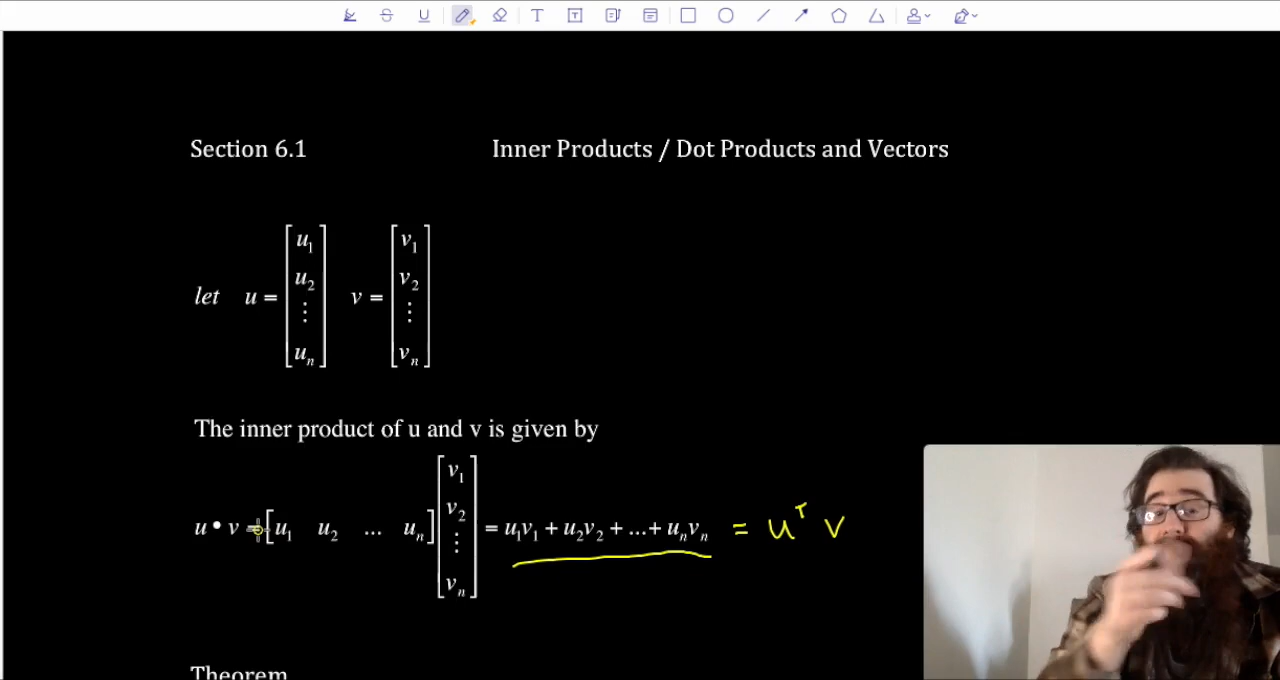 Section 6.1 Inner Products / Dot Products and Vectors
let u = [u₁ u₂ ⋮ uₙ] v = [v₁ v₂ ⋮ vₙ]
The inner product of u and v is given by
u • v = [u₁ u₂ … uₙ] [v₁ v₂ ⋮ vₙ] = u₁v₁ + u₂v₂ + … + uₙvₙ = uᵀ v
Theorem